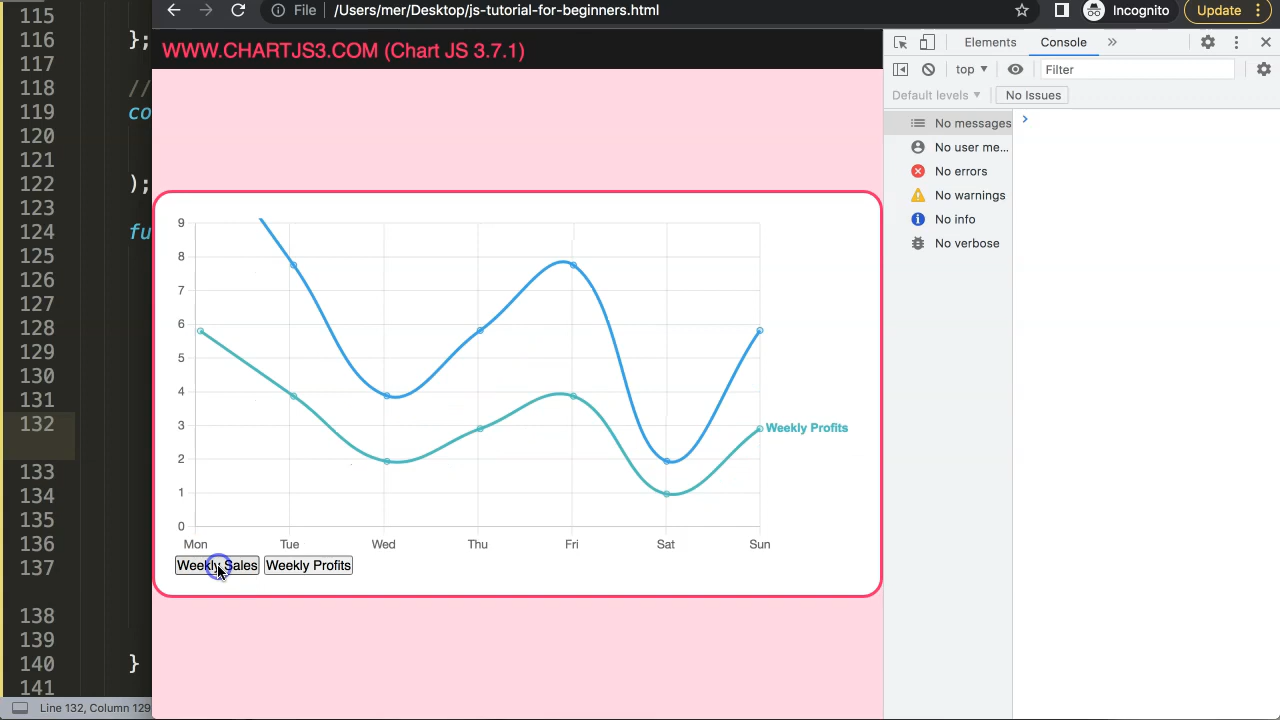 115
116 };
117
118 //
119 co
120
121
122 );
123
124 fu
125
126
127
128
129
130
131
132
133
134
135
136
137
138
139
140 }
141
Line 132, Column 129
File /Users/mer/Desktop/js-tutorial-for-beginners.html
Incognito
Update
WWW.CHARTJS3.COM (Chart JS 3.7.1)
9
8
7
6
5
4
3
2
1
0
Mon Tue Wed Thu Fri Sat Sun
Weekly Profits
Weekly Sales Weekly Profits
Elements Console »
top ▼ Filter
Default levels ▼ No Issues
No messages
No user me...
No errors
No warnings
No info
No verbose